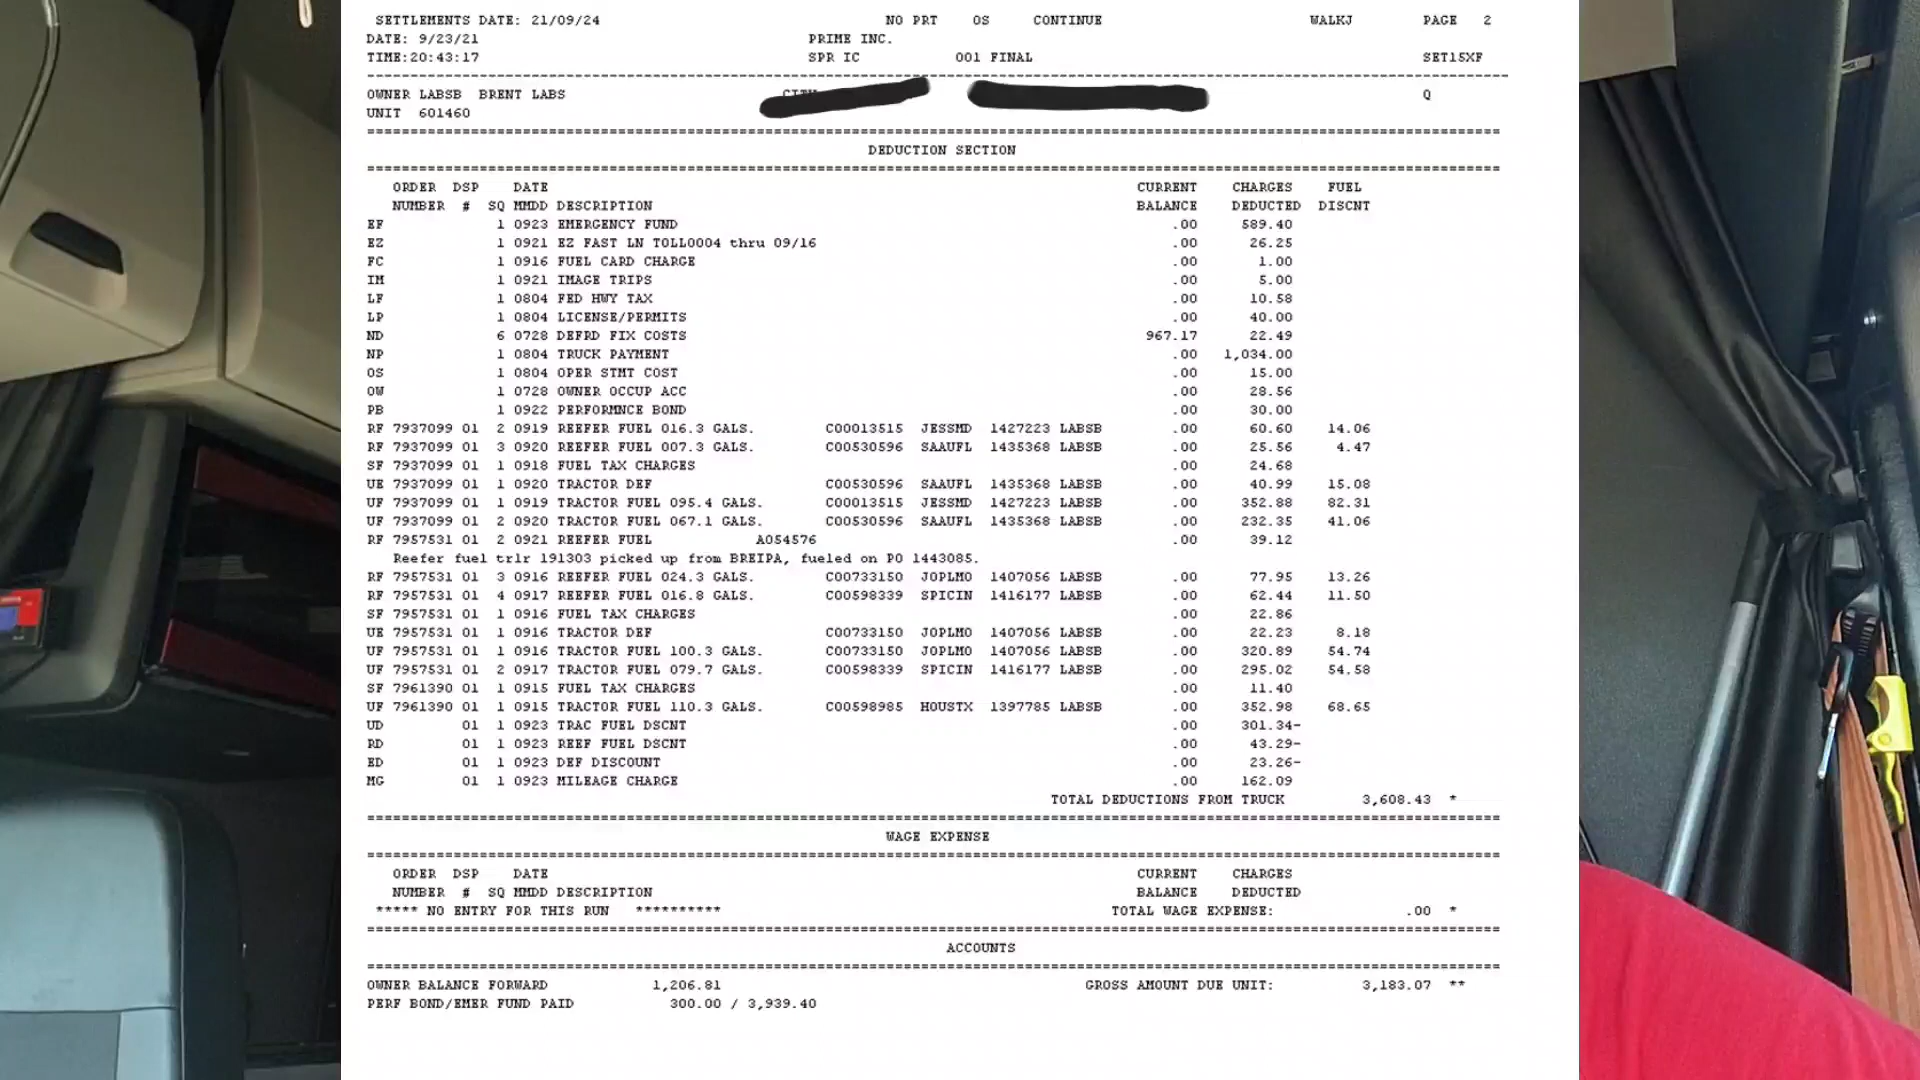 SETTLEMENTS DATE: 21/09/24 NO PRT OS CONTINUE WALKJ PAGE 2
DATE: 9/23/21 PRIME INC.
TIME:20:43:17 SPR IC 001 FINAL SET15XF
OWNER LABSB BRENT LABS Q
UNIT 601460
DEDUCTION SECTION
ORDER DSP DATE CURRENT CHARGES FUEL
NUMBER # SQ MMDD DESCRIPTION BALANCE DEDUCTED DISCNT
EF 1 0923 EMERGENCY FUND .00 589.40
EZ 1 0921 EZ FAST LN TOLL0004 thru 09/16 .00 26.25
FC 1 0916 FUEL CARD CHARGE .00 1.00
IM 1 0921 IMAGE TRIPS .00 5.00
LF 1 0804 FED HWY TAX .00 10.58
LP 1 0804 LICENSE/PERMITS .00 40.00
ND 6 0728 DEFRD FIX COSTS 967.17 22.49
NP 1 0804 TRUCK PAYMENT .00 1,034.00
OS 1 0804 OPER STMT COST .00 15.00
OW 1 0728 OWNER OCCUP ACC .00 28.56
PB 1 0922 PERFORMNCE BOND .00 30.00
RF 7937099 01 2 0919 REEFER FUEL 016.3 GALS. C00013515 JESSMD 1427223 LABSB .00 60.60 14.06
RF 7937099 01 3 0920 REEFER FUEL 007.3 GALS. C00530596 SAAUFL 1435368 LABSB .00 25.56 4.47
SF 7937099 01 1 0918 FUEL TAX CHARGES .00 24.68
UE 7937099 01 1 0920 TRACTOR DEF C00530596 SAAUFL 1435368 LABSB .00 40.99 15.08
UF 7937099 01 1 0919 TRACTOR FUEL 095.4 GALS. C00013515 JESSMD 1427223 LABSB .00 352.88 82.31
UF 7937099 01 2 0920 TRACTOR FUEL 067.1 GALS. C00530596 SAAUFL 1435368 LABSB .00 232.35 41.06
RF 7957531 01 2 0921 REEFER FUEL A054576 .00 39.12
Reefer fuel trlr 191303 picked up from BREIPA, fueled on PO 1443085.
RF 7957531 01 3 0916 REEFER FUEL 024.3 GALS. C00733150 JOPLMO 1407056 LABSB .00 77.95 13.26
RF 7957531 01 4 0917 REEFER FUEL 016.8 GALS. C00598339 SPICIN 1416177 LABSB .00 62.44 11.50
SF 7957531 01 1 0916 FUEL TAX CHARGES .00 22.86
UE 7957531 01 1 0916 TRACTOR DEF C00733150 JOPLMO 1407056 LABSB .00 22.23 8.18
UF 7957531 01 1 0916 TRACTOR FUEL 100.3 GALS. C00733150 JOPLMO 1407056 LABSB .00 320.89 54.74
UF 7957531 01 2 0917 TRACTOR FUEL 079.7 GALS. C00598339 SPICIN 1416177 LABSB .00 295.02 54.58
SF 7961390 01 1 0915 FUEL TAX CHARGES .00 11.40
UF 7961390 01 1 0915 TRACTOR FUEL 110.3 GALS. C00598985 HOUSTX 1397785 LABSB .00 352.98 68.65
UD 01 1 0923 TRAC FUEL DSCNT .00 301.34-
RD 01 1 0923 REEF FUEL DSCNT .00 43.29-
ED 01 1 0923 DEF DISCOUNT .00 23.26-
MG 01 1 0923 MILEAGE CHARGE .00 162.09
TOTAL DEDUCTIONS FROM TRUCK 3,608.43 *
WAGE EXPENSE
ORDER DSP DATE CURRENT CHARGES
NUMBER # SQ MMDD DESCRIPTION BALANCE DEDUCTED
***** NO ENTRY FOR THIS RUN ********** TOTAL WAGE EXPENSE: .00 *
ACCOUNTS
OWNER BALANCE FORWARD 1,206.81 GROSS AMOUNT DUE UNIT: 3,183.07 **
PERF BOND/EMER FUND PAID 300.00 / 3,939.40